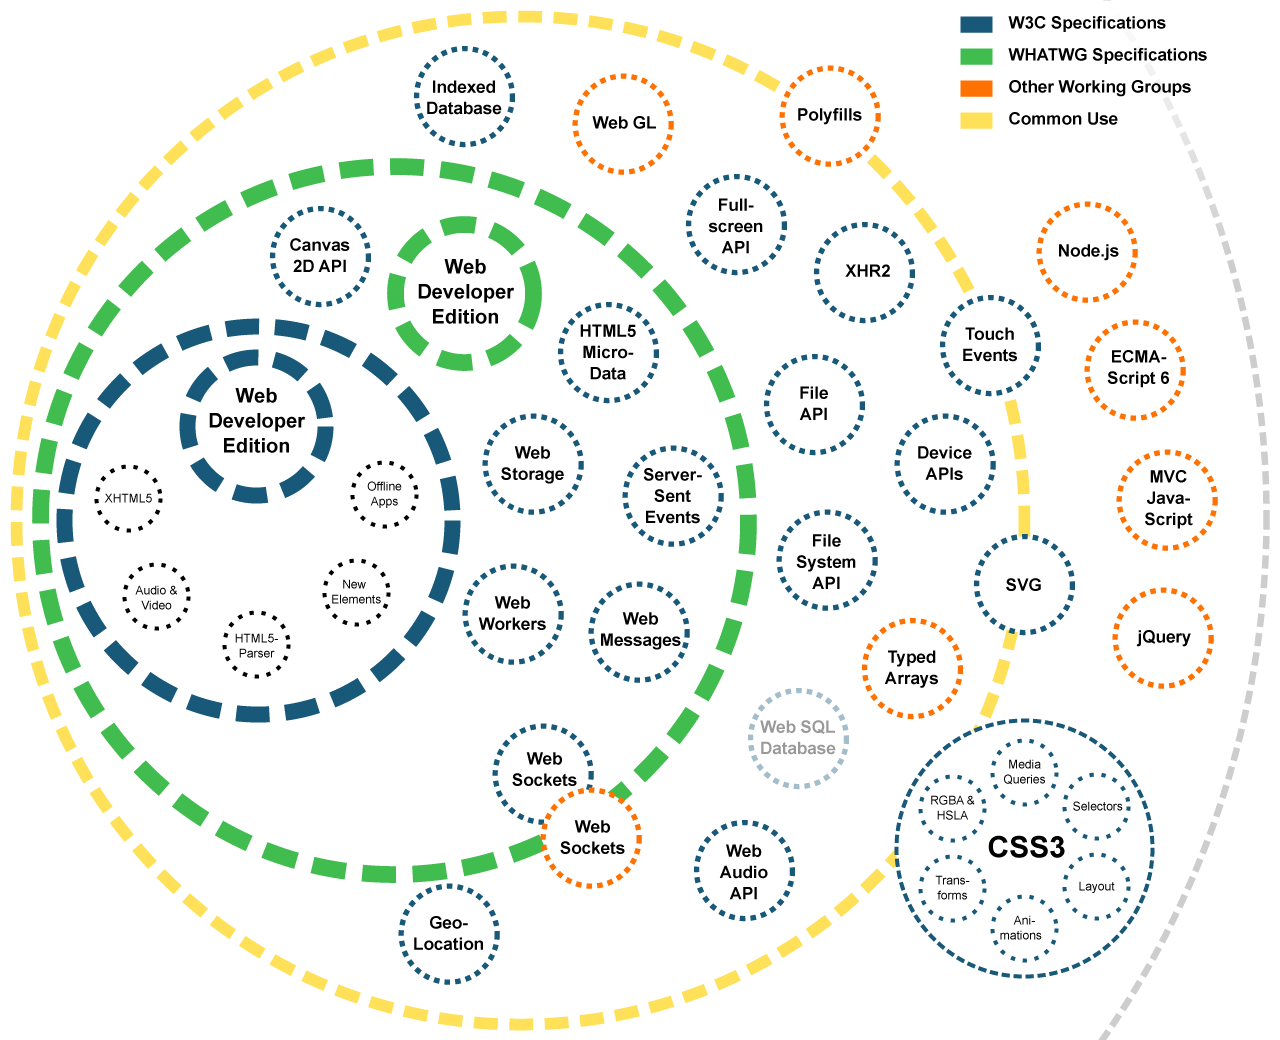 W3C Specifications
WHATWG Specifications
Other Working Groups
Common Use
Indexed
Database
Web GL
Polyfills
Full-
screen
API
XHR2
Node.js
Canvas
2D API
Web
Developer
Edition
HTML5
Micro-
Data
Touch
Events
ECMA-
Script 6
Web
Developer
Edition
File
API
Device
APIs
Web
Storage
Server-
Sent
Events
MVC
Java-
Script
XHTML5
Offline
Apps
File
System
API
SVG
Audio &
Video
New
Elements
HTML5-
Parser
Web
Workers
Web
Messages
Typed
Arrays
jQuery
Web SQL
Database
Web
Sockets
Web
Sockets
Web
Audio
API
Geo-
Location
Media
Queries
RGBA &
HSLA
Selectors
CSS3
Trans-
forms
Layout
Ani-
mations